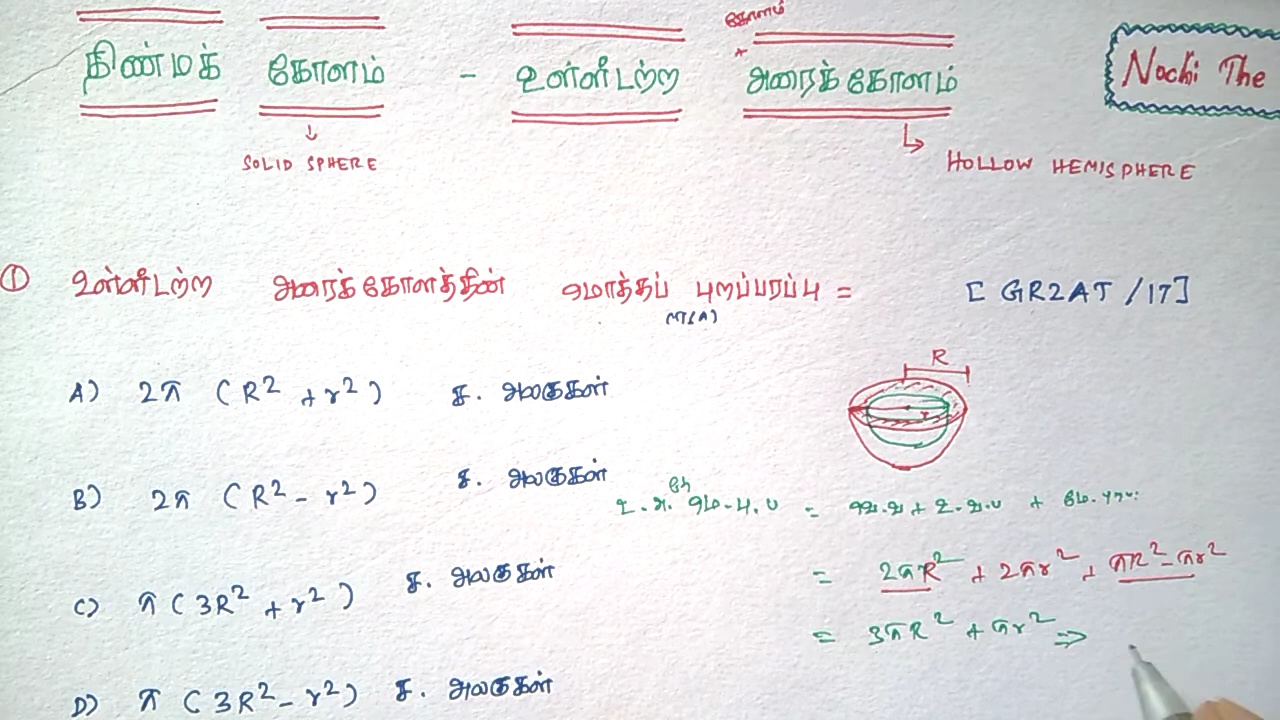 கோளம்
திண்மக் கோளம் - உள்ளீடற்ற அரைக்கோளம்
Nochi The
SOLID SPHERE
HOLLOW HEMISPHERE
① உள்ளீடற்ற அரைக்கோளத்தின் மொத்தப் புறப்பரப்பு = [GR2AT /17]
(TSA)
R
r
A) 2π (R² + r²) ச. அலகுகள்
B) 2π (R² - r²) ச. அலகுகள்
= 2πR² + 2πr² + πR² - πr²
C) π (3R² + r²) ச. அலகுகள்
= 3πR² + πr² ⇒
D) π (3R² - r²) ச. அலகுகள்